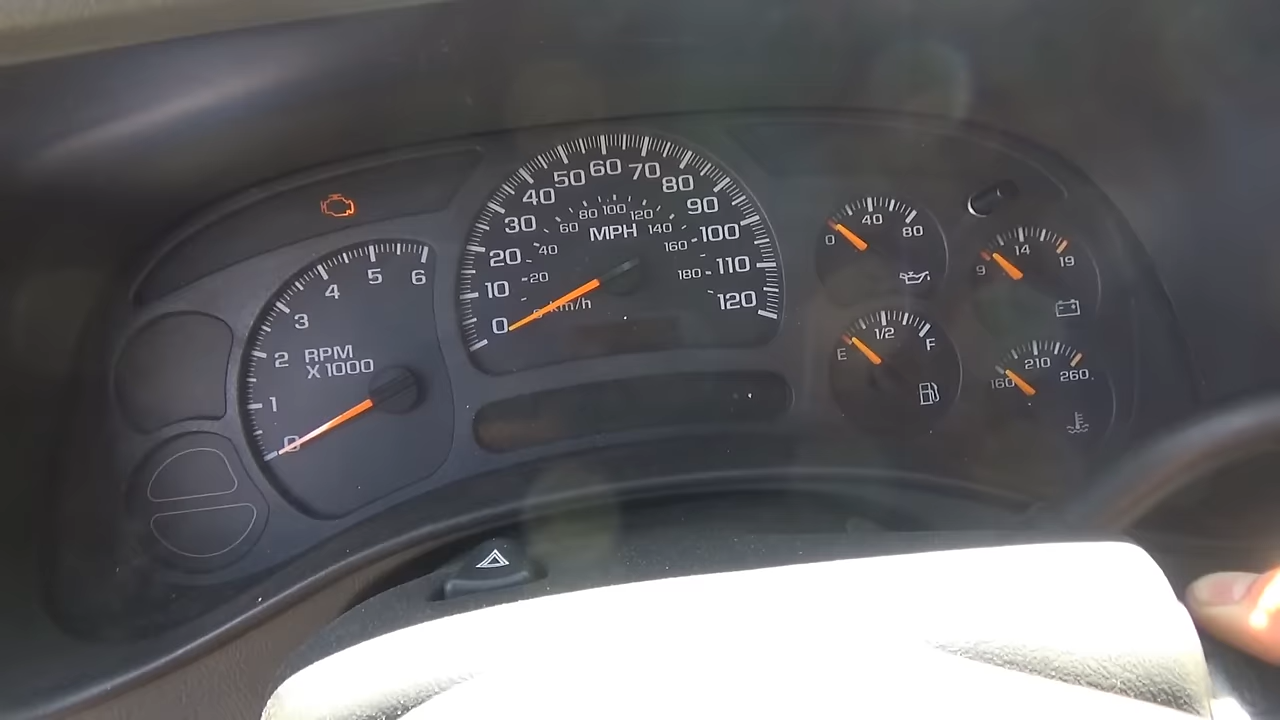 0 1 2 3 4 5 6
RPM
X 1000
0 10 20 30 40 50 60 70 80 90 100 110 120
MPH
20 40 60 80 100 120 140 160 180
km/h
0 40 80
9 14 19
E 1/2 F
160 210 260